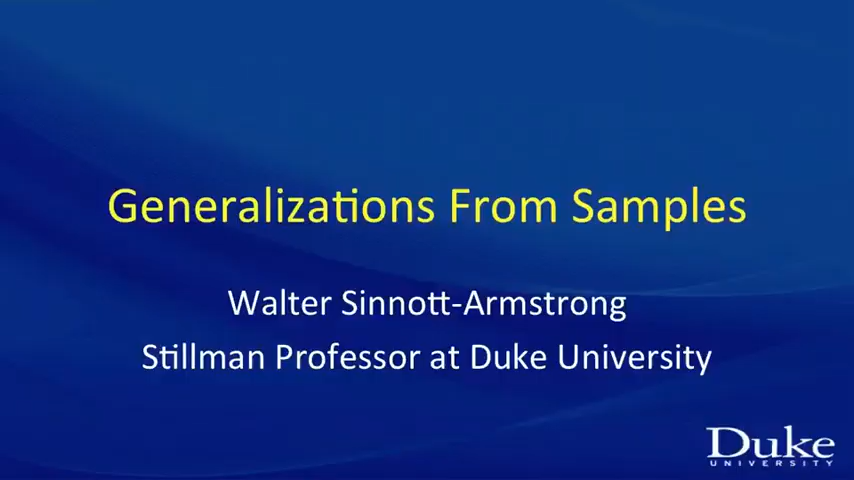 Generalizations From Samples
Walter Sinnott-Armstrong
Stillman Professor at Duke University
Duke
UNIVERSITY